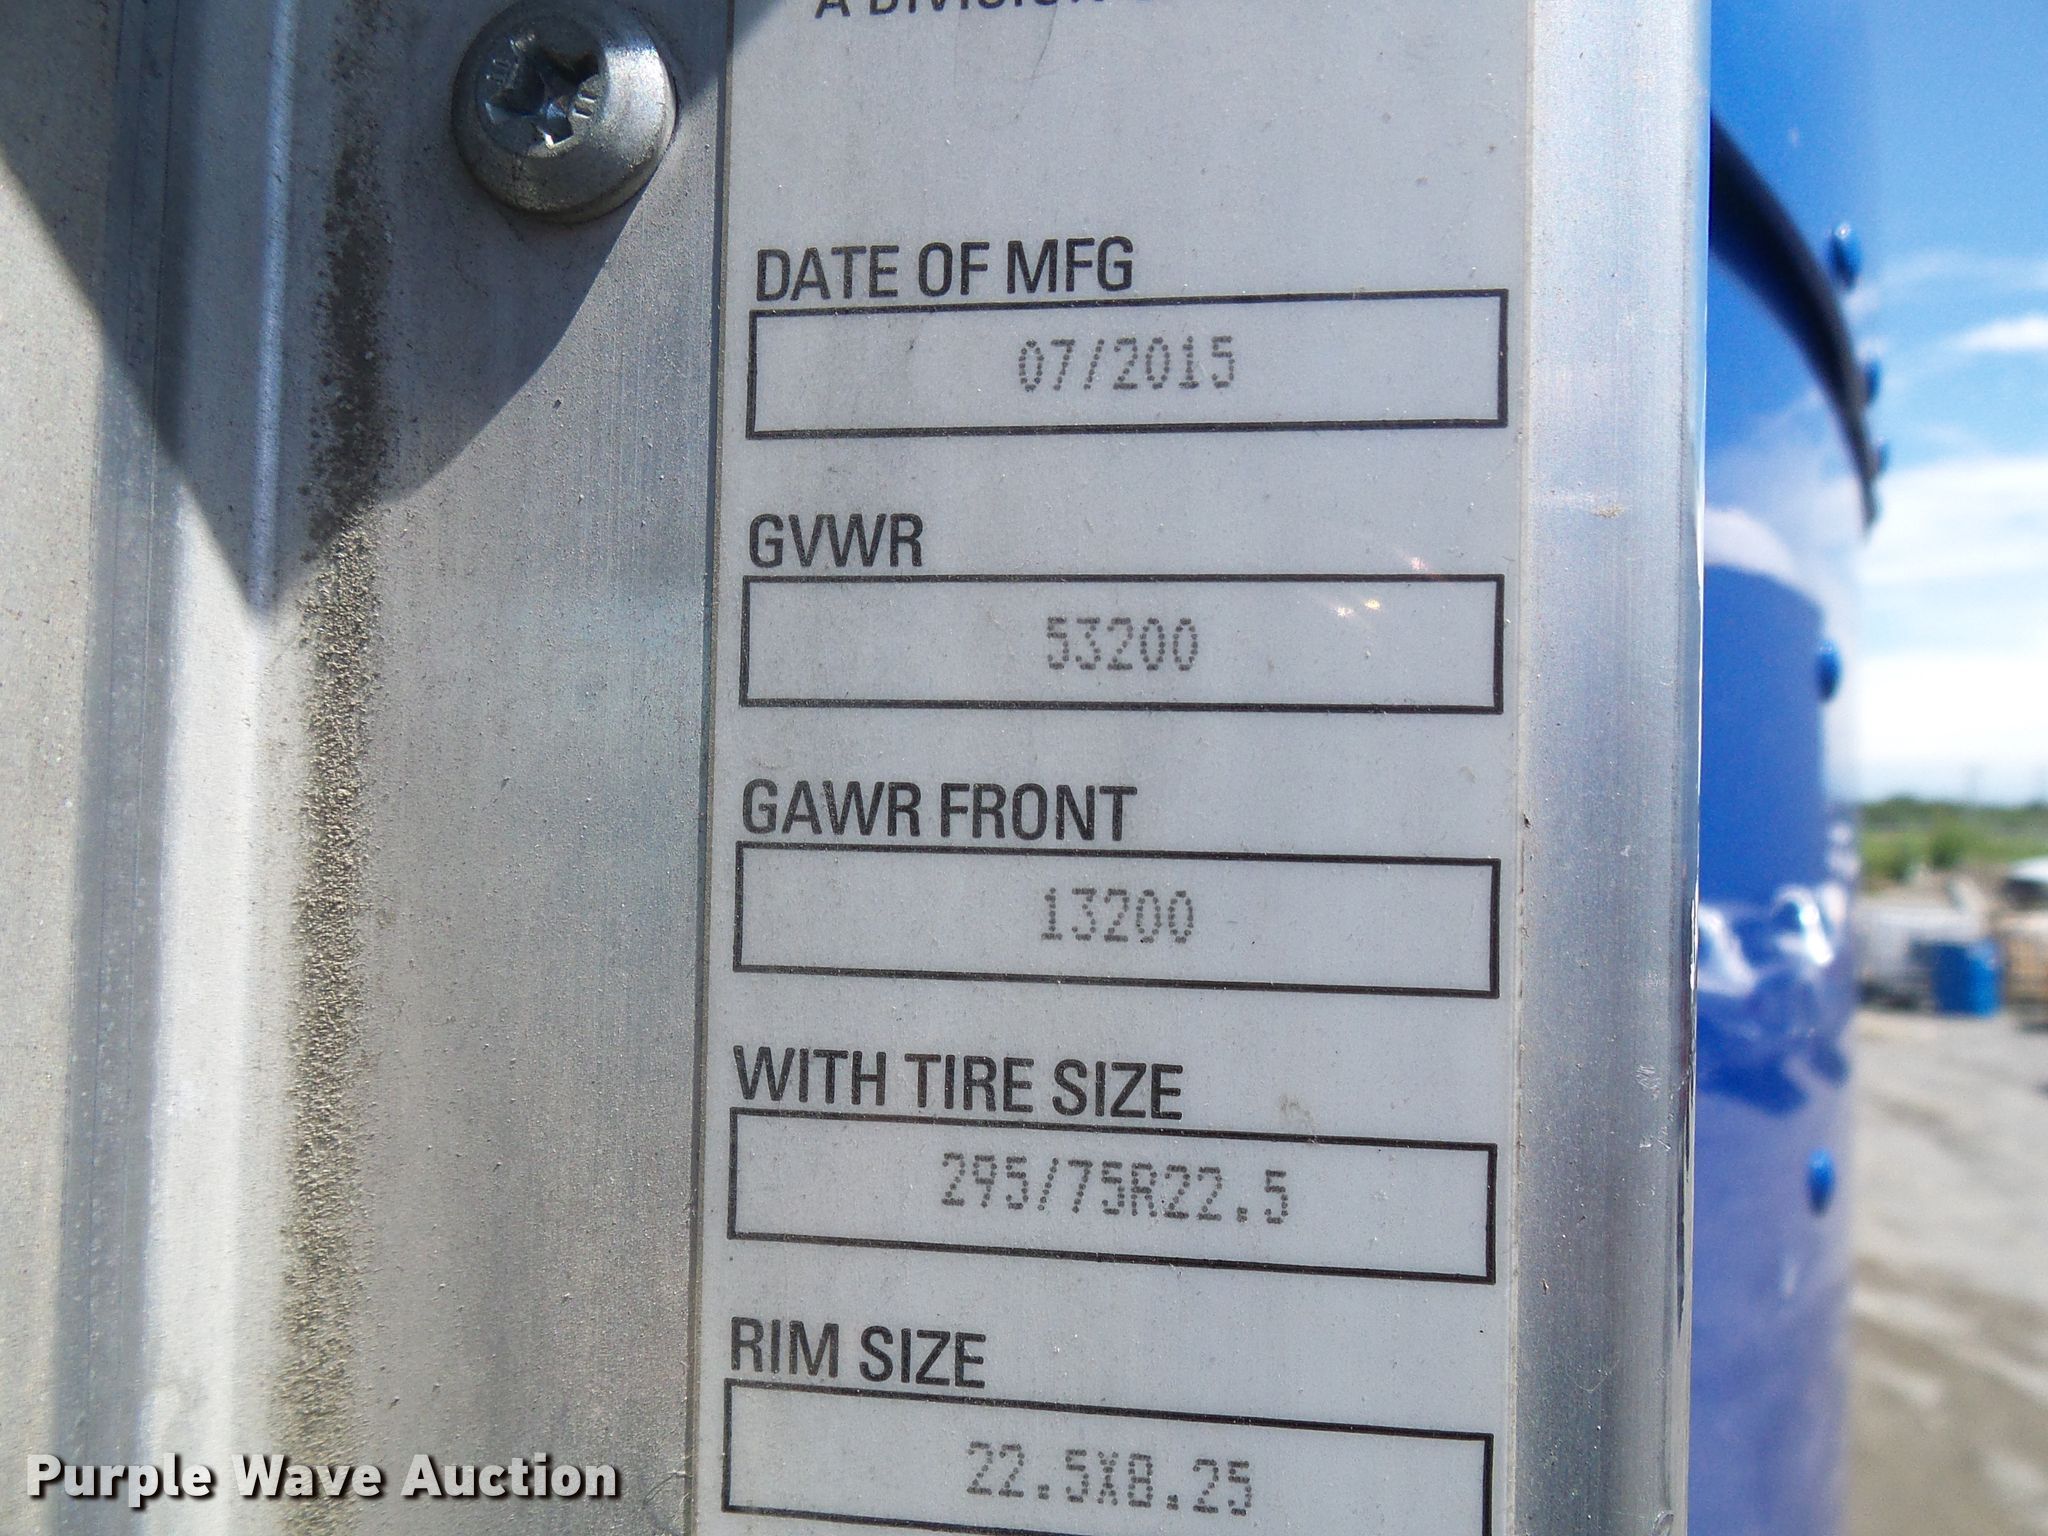 A DIVISION
DATE OF MFG
07/2015
GVWR
53200
GAWR FRONT
13200
WITH TIRE SIZE
295/75R22.5
RIM SIZE
22.5X8.25
Purple Wave Auction